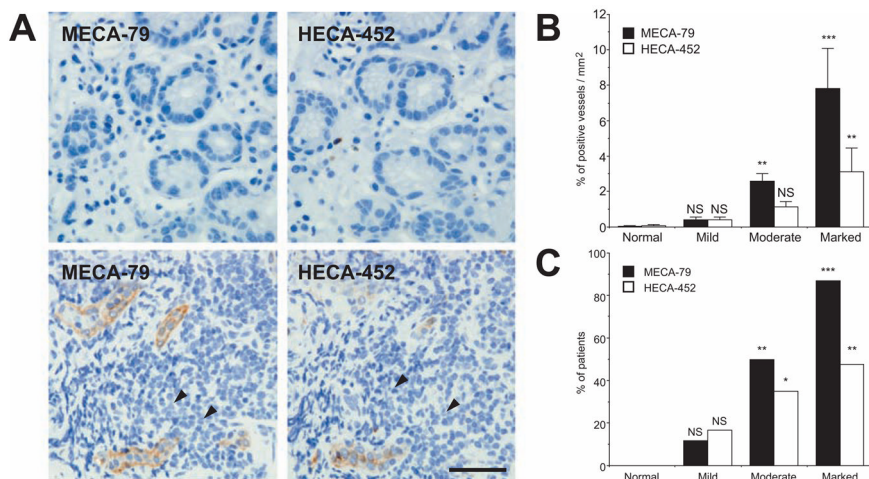 A
MECA-79
HECA-452
MECA-79
HECA-452
B
% of positive vessels / mm²
12
10
8
6
4
2
0
MECA-79
HECA-452
NS NS
**
NS
***
**
Normal
Mild
Moderate
Marked
C
% of patients
100
80
60
40
20
0
MECA-79
HECA-452
NS
NS
**
*
***
**
Normal
Mild
Moderate
Marked